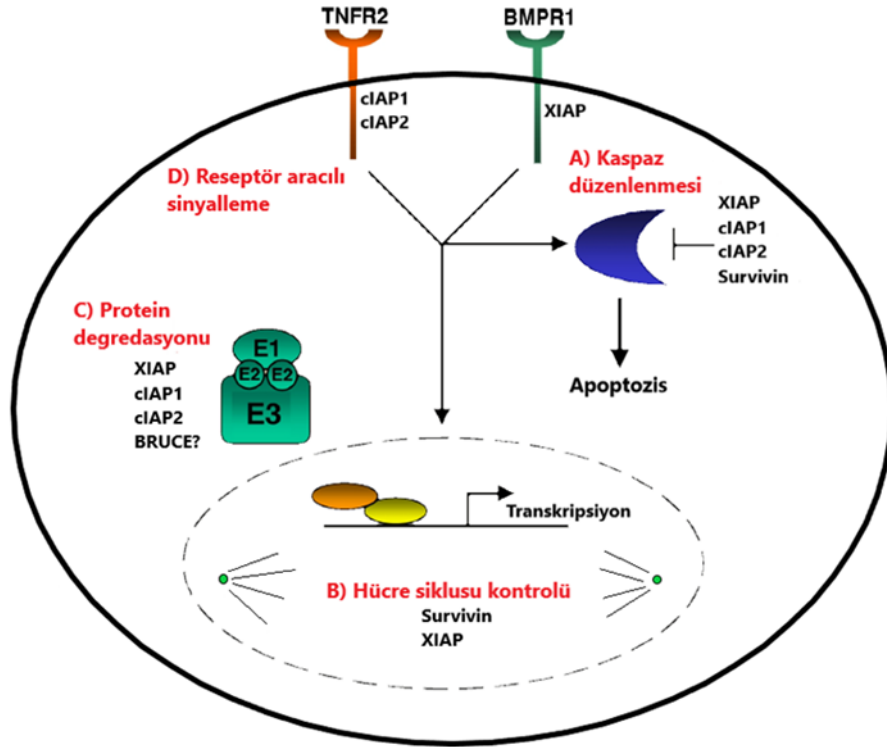 TNFR2
BMPR1
cIAP1
cIAP2
XIAP
D) Reseptör aracılı
sinyalleme
A) Kaspaz
düzenlenmesi
XIAP
cIAP1
cIAP2
Survivin
Apoptozis
C) Protein
degredasyonu
XIAP
cIAP1
cIAP2
BRUCE?
E1
E2 E2
E3
Transkripsiyon
B) Hücre siklusu kontrolü
Survivin
XIAP